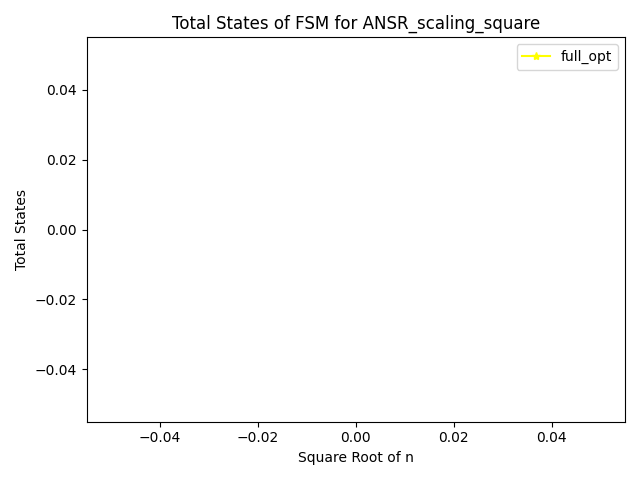 Total States of FSM for ANSR_scaling_square
full_opt
0.04
0.02
0.00
−0.02
−0.04
Total States
−0.04 −0.02 0.00 0.02 0.04
Square Root of n